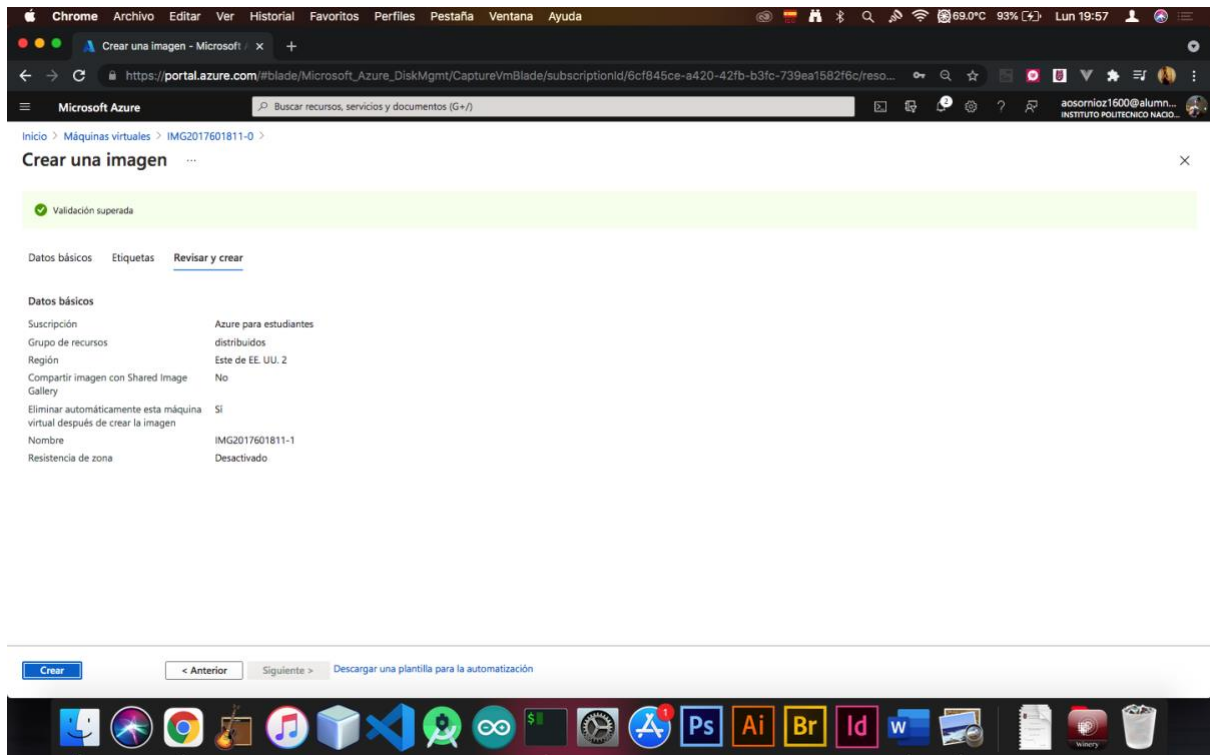 Chrome Archivo Editar Ver Historial Favoritos Perfiles Pestaña Ventana Ayuda
69.0°C 93% Lun 19:57
Crear una imagen - Microsoft
https://portal.azure.com/#blade/Microsoft_Azure_DiskMgmt/CaptureVmBlade/subscriptionId/6cf845ce-a420-42fb-b3fc-739ea1582f6c/reso...
Microsoft Azure
Buscar recursos, servicios y documentos (G+/)
2
aosornioz1600@alumn...
INSTITUTO POLITECNICO NACIO...
Inicio > Máquinas virtuales > IMG2017601811-0 >
Crear una imagen ...
Validación superada
Datos básicos Etiquetas Revisar y crear
Datos básicos
Suscripción Azure para estudiantes
Grupo de recursos distribuidos
Región Este de EE. UU. 2
Compartir imagen con Shared Image No
Gallery
Eliminar automáticamente esta máquina Sí
virtual después de crear la imagen
Nombre IMG2017601811-1
Resistencia de zona Desactivado
Crear < Anterior Siguiente > Descargar una plantilla para la automatización
$ 1 Ps Ai Br Id W
Winery